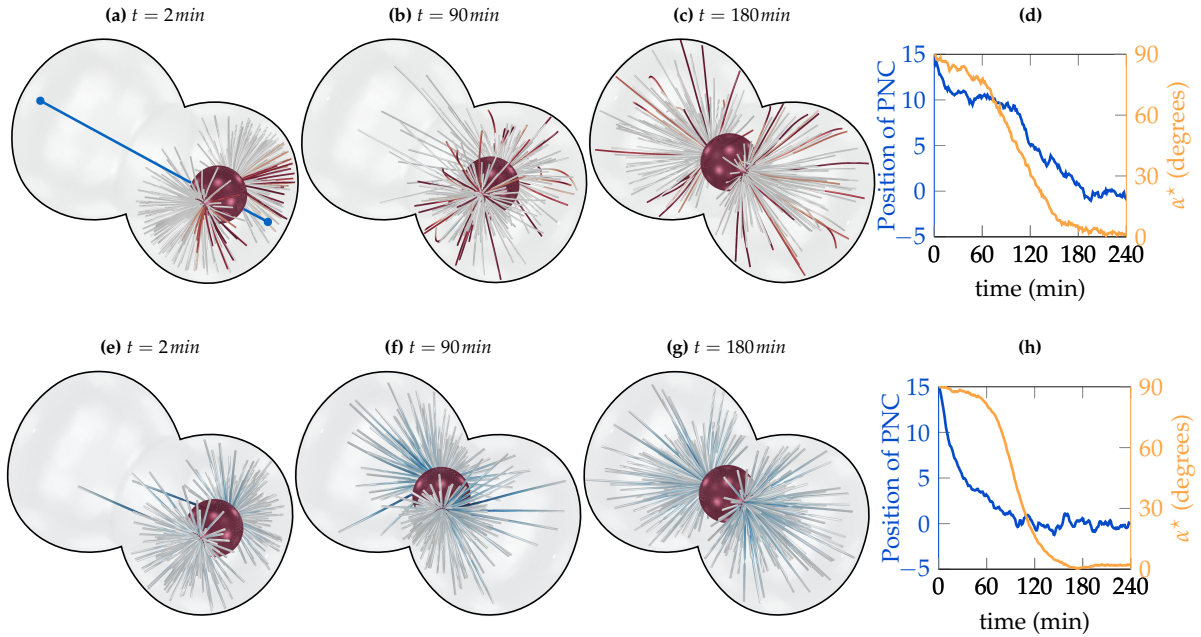 (a) t = 2min
(b) t = 90min
(c) t = 180min
(d)
15
10
5
0
−5
Position of PNC
90
60
30
0
α* (degrees)
0 60 120 180 240
time (min)
(e) t = 2min
(f) t = 90min
(g) t = 180min
(h)
15
10
5
0
−5
Position of PNC
90
60
30
0
α* (degrees)
0 60 120 180 240
time (min)